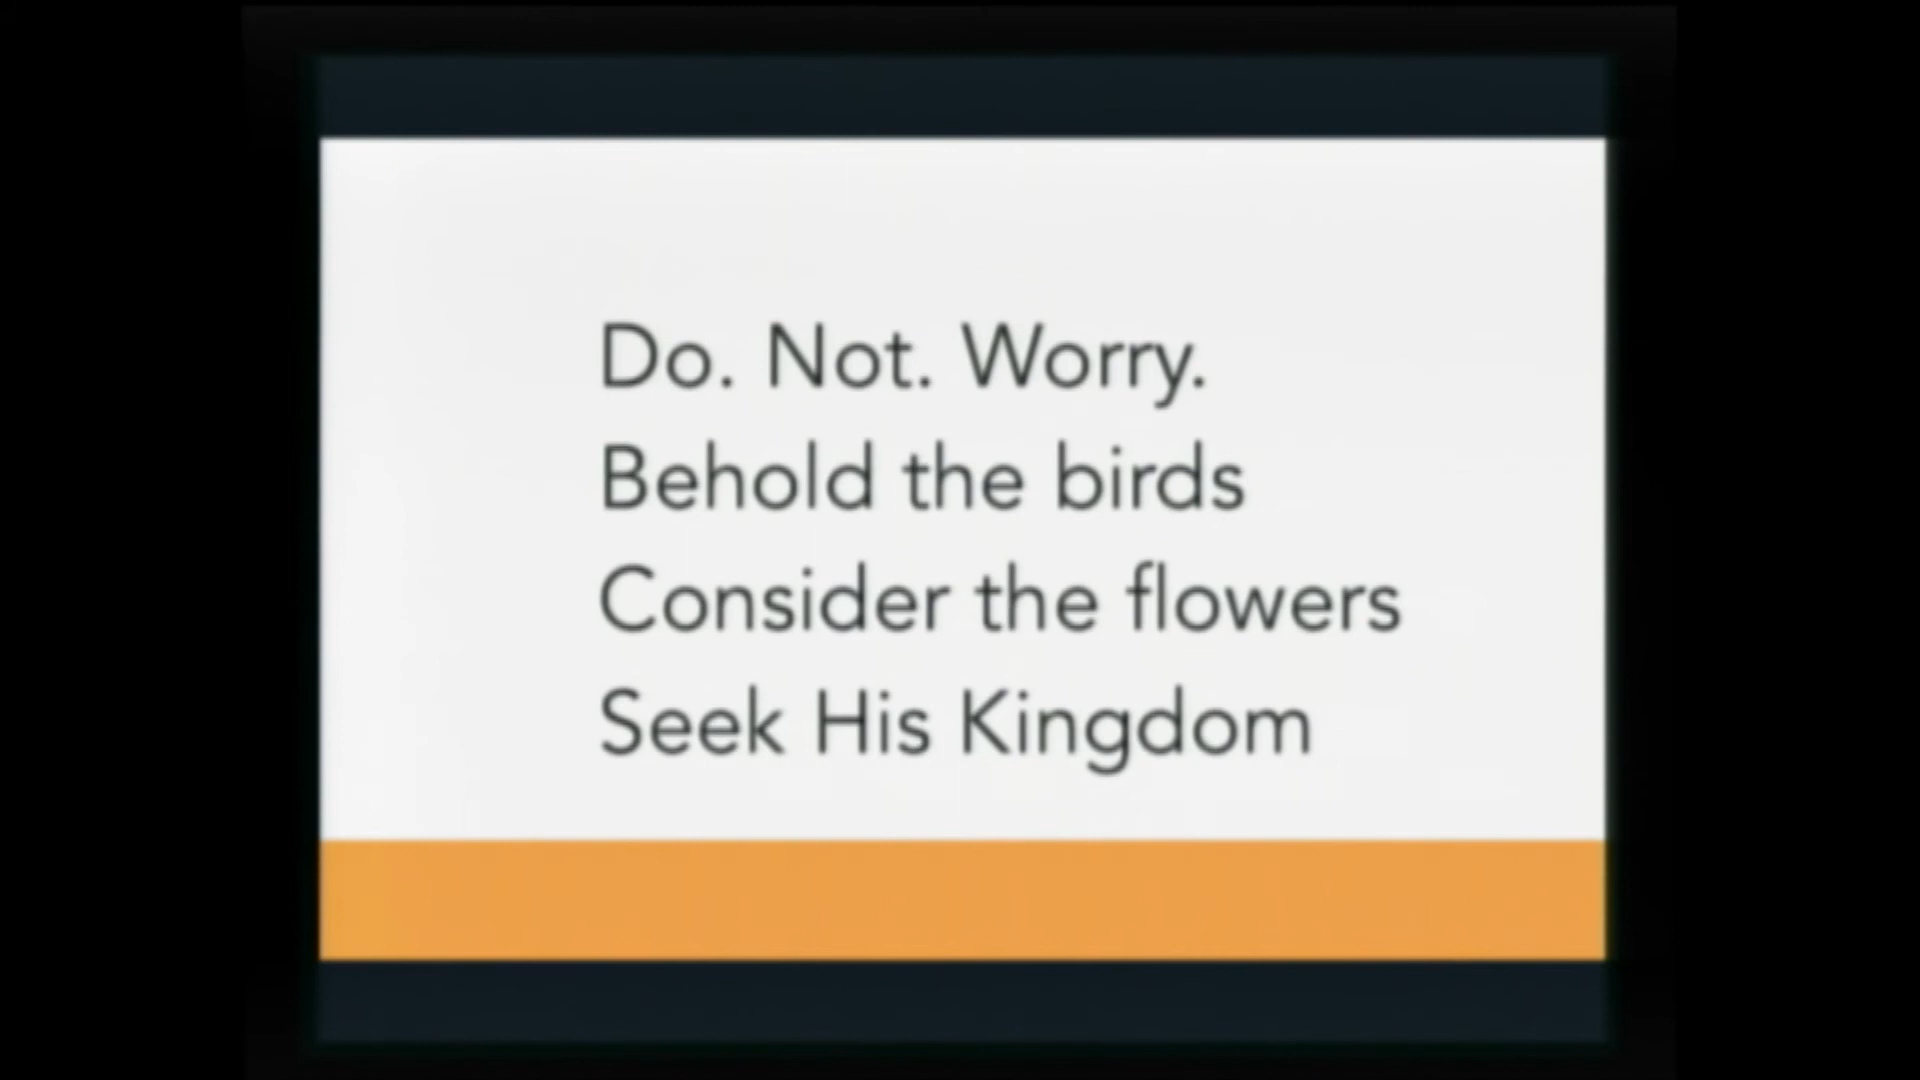 Do. Not. Worry.
Behold the birds
Consider the flowers
Seek His Kingdom